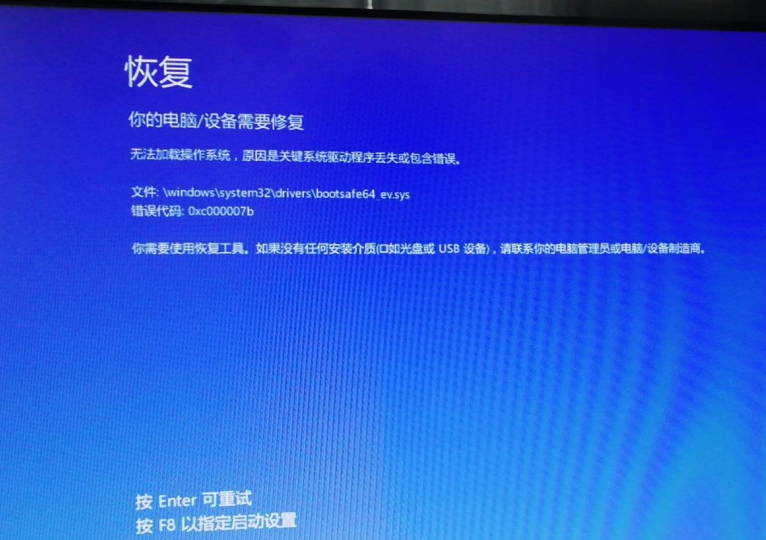 恢复
你的电脑/设备需要修复
无法加载操作系统，原因是关键系统驱动程序丢失或包含错误。
文件: \windows\system32\drivers\bootsafe64_ev.sys
错误代码: 0xc000007b
你需要使用恢复工具。如果没有任何安装介质(□如光盘或 USB 设备)，请联系你的电脑管理员或电脑/设备制造商。
按 Enter 可重试
按 F8 以指定启动设置